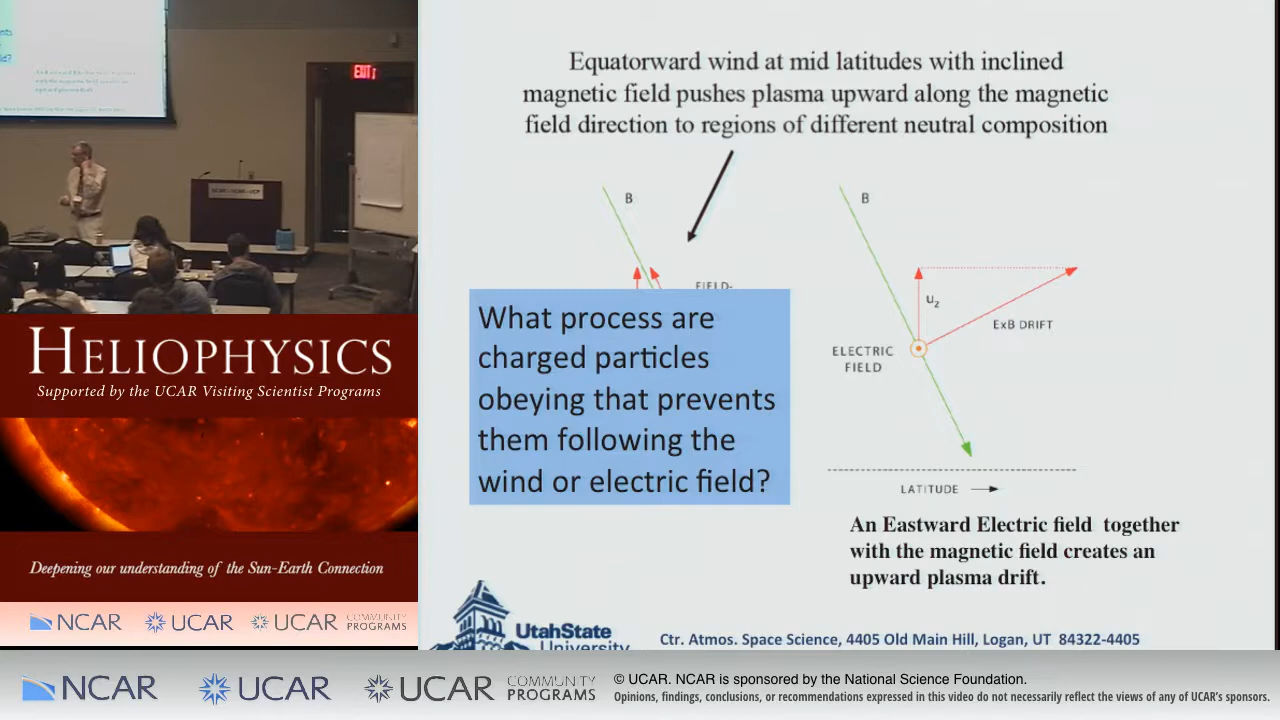 EXIT
NCAR UCAR UCP
HELIOPHYSICS
Supported by the UCAR Visiting Scientist Programs
Deepening our understanding of the Sun-Earth Connection
NCAR
UCAR
UCAR
COMMUNITY
PROGRAMS
Equatorward wind at mid latitudes with inclined
magnetic field pushes plasma upward along the magnetic
field direction to regions of different neutral composition
B
FIELD-
What process are
charged particles
obeying that prevents
them following the
wind or electric field?
B
uz
ExB DRIFT
ELECTRIC
FIELD
LATITUDE
An Eastward Electric field together
with the magnetic field creates an
upward plasma drift.
UtahState
University
Ctr. Atmos. Space Science, 4405 Old Main Hill, Logan, UT 84322-4405
NCAR
UCAR
UCAR
COMMUNITY
PROGRAMS
© UCAR. NCAR is sponsored by the National Science Foundation.
Opinions, findings, conclusions, or recommendations expressed in this video do not necessarily reflect the views of any of UCAR's sponsors.